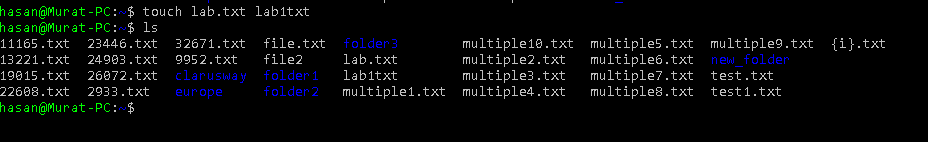 hasan@Murat-PC:~$ touch lab.txt lab1txt
hasan@Murat-PC:~$ ls
11165.txt 23446.txt 32671.txt file.txt folder3 multiple10.txt multiple5.txt multiple9.txt {i}.txt
13221.txt 24903.txt 9952.txt file2 lab.txt multiple2.txt multiple6.txt new_folder
19015.txt 26072.txt clarusway folder1 lab1txt multiple3.txt multiple7.txt test.txt
22608.txt 2933.txt europe folder2 multiple1.txt multiple4.txt multiple8.txt test1.txt
hasan@Murat-PC:~$